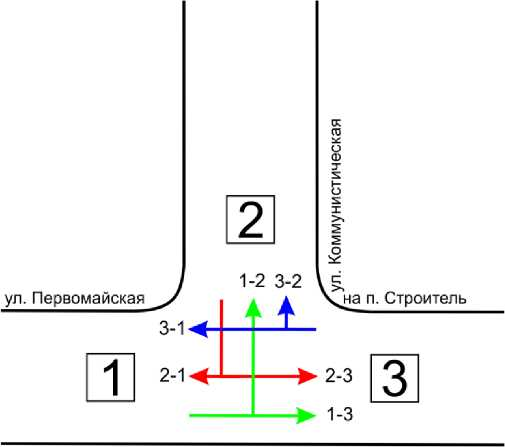 ул. Коммунистическая
2
1-2 3-2
ул. Первомайская
на п. Строитель
3-1
1
2-1
2-3
3
1-3